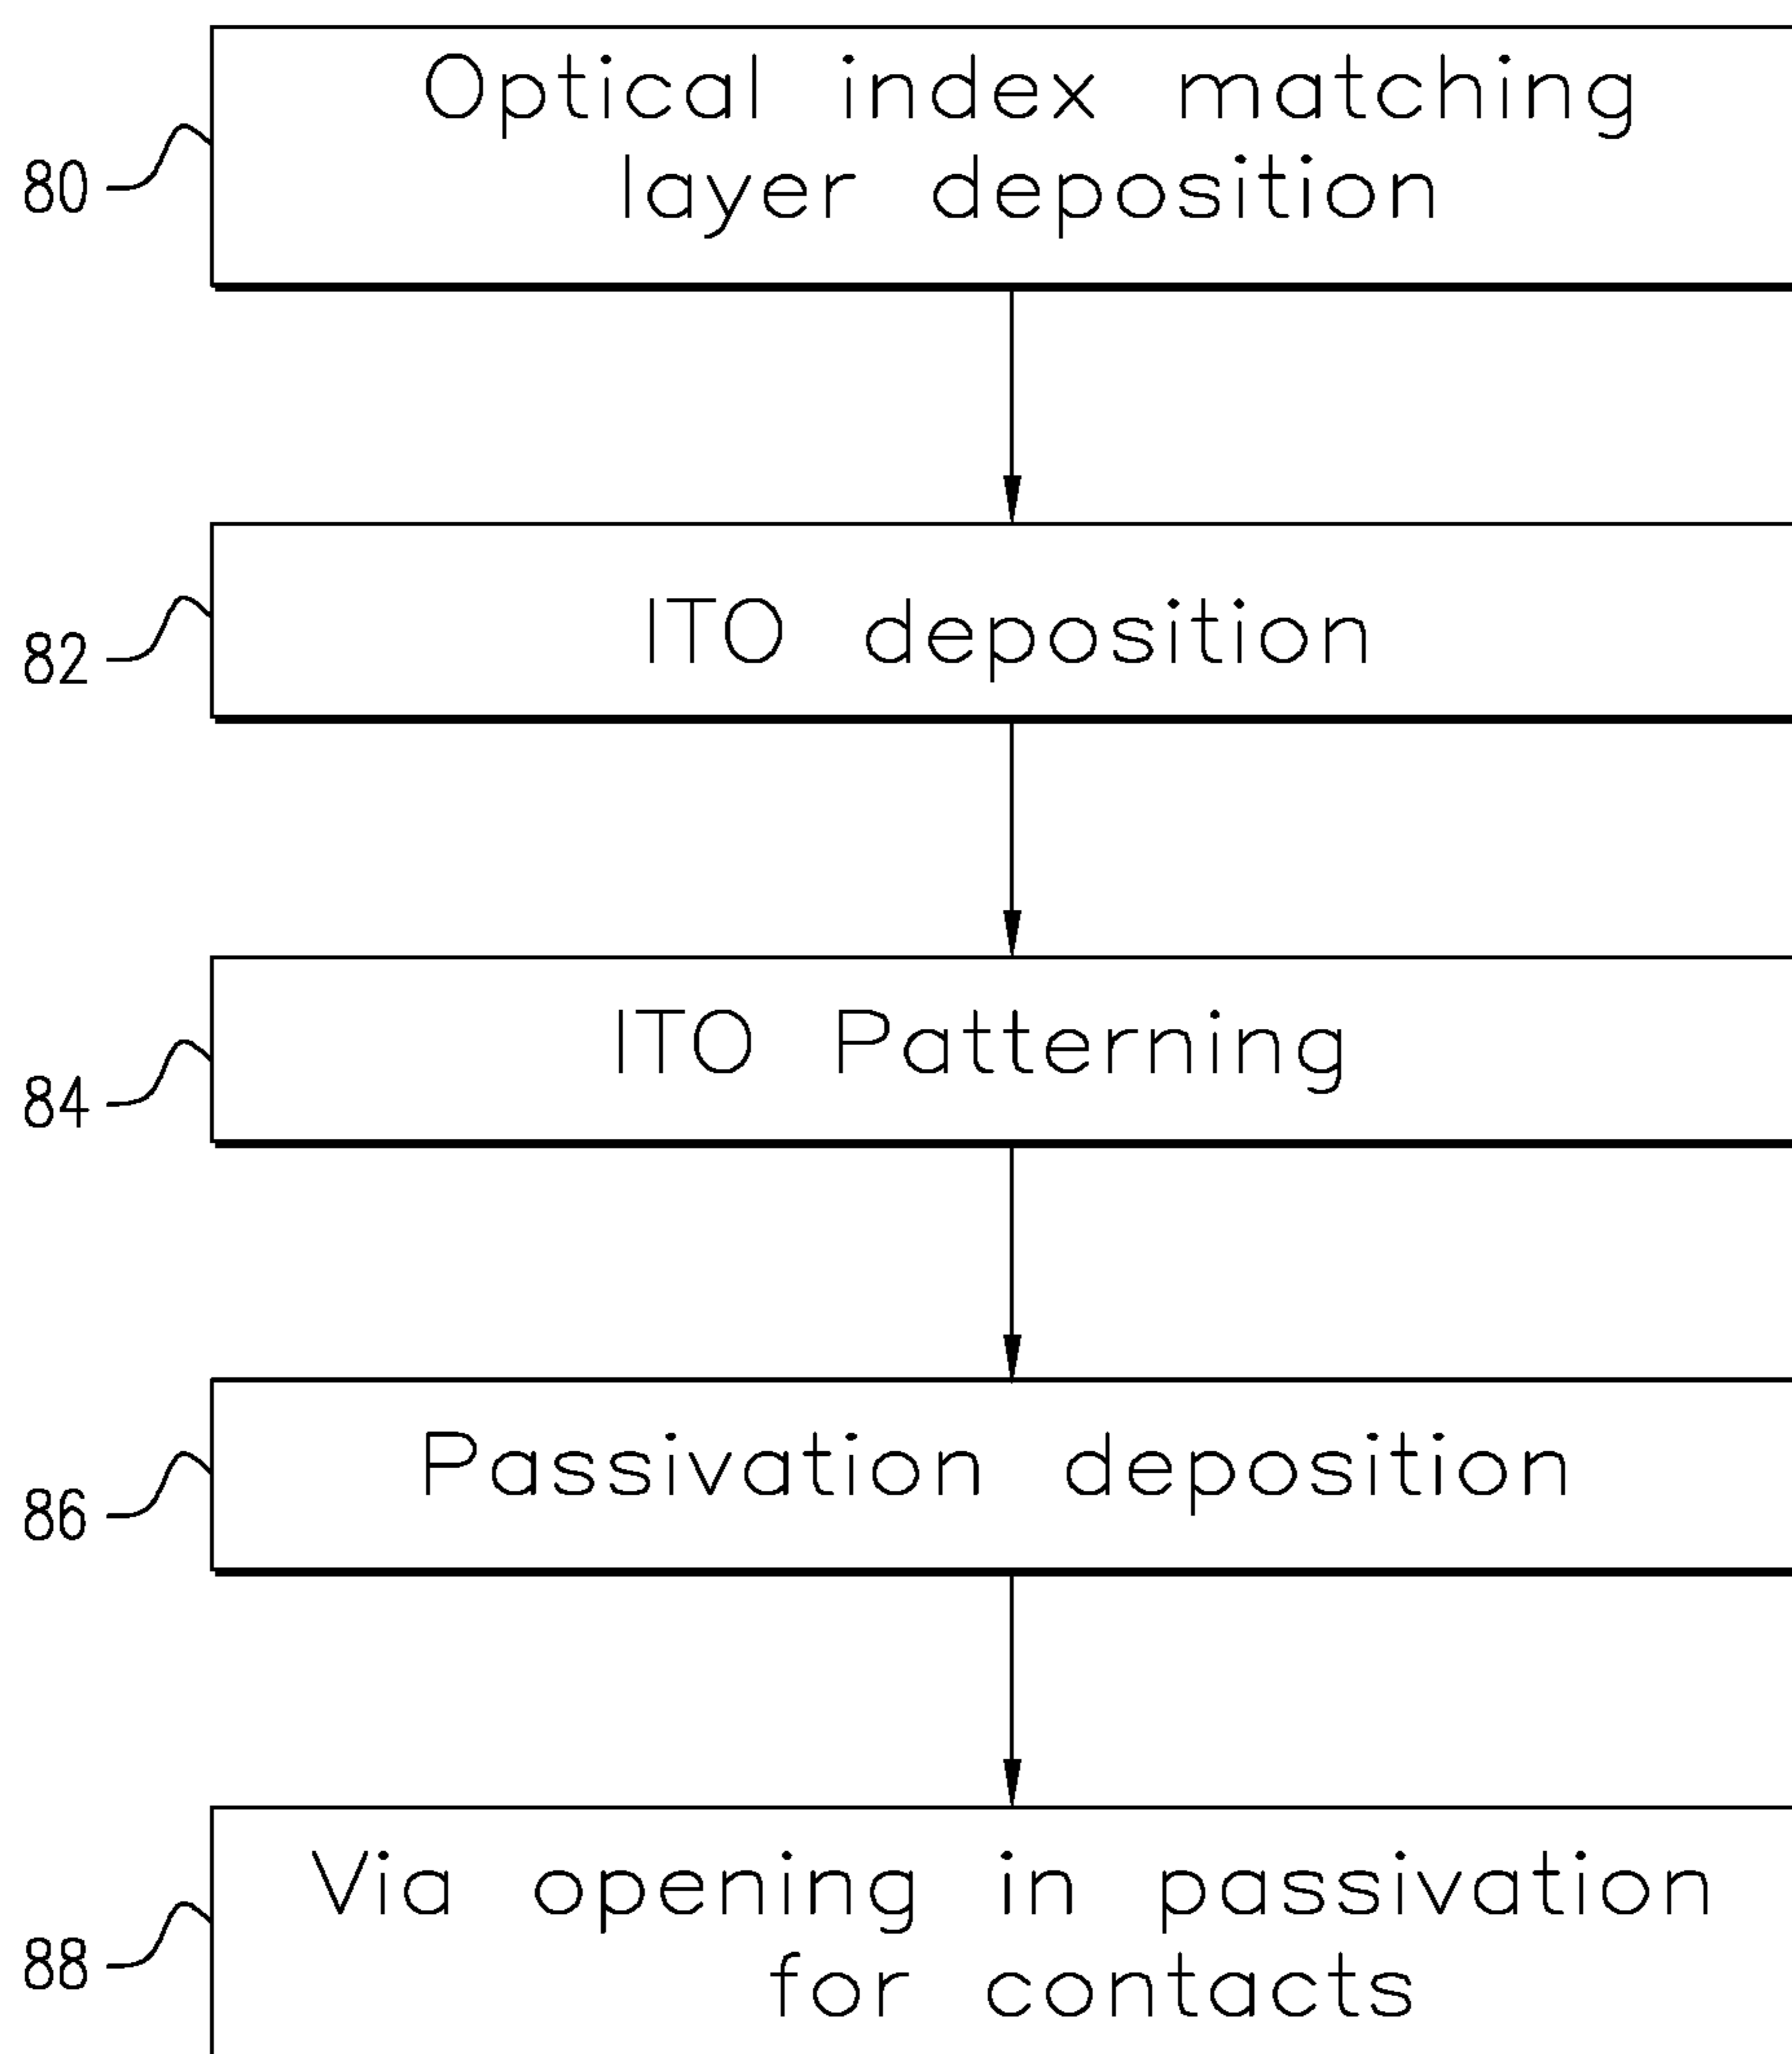 Optical index matching
layer deposition
80
ITO deposition
82
ITO Patterning
84
Passivation deposition
86
Via opening in passivation
for contacts
88